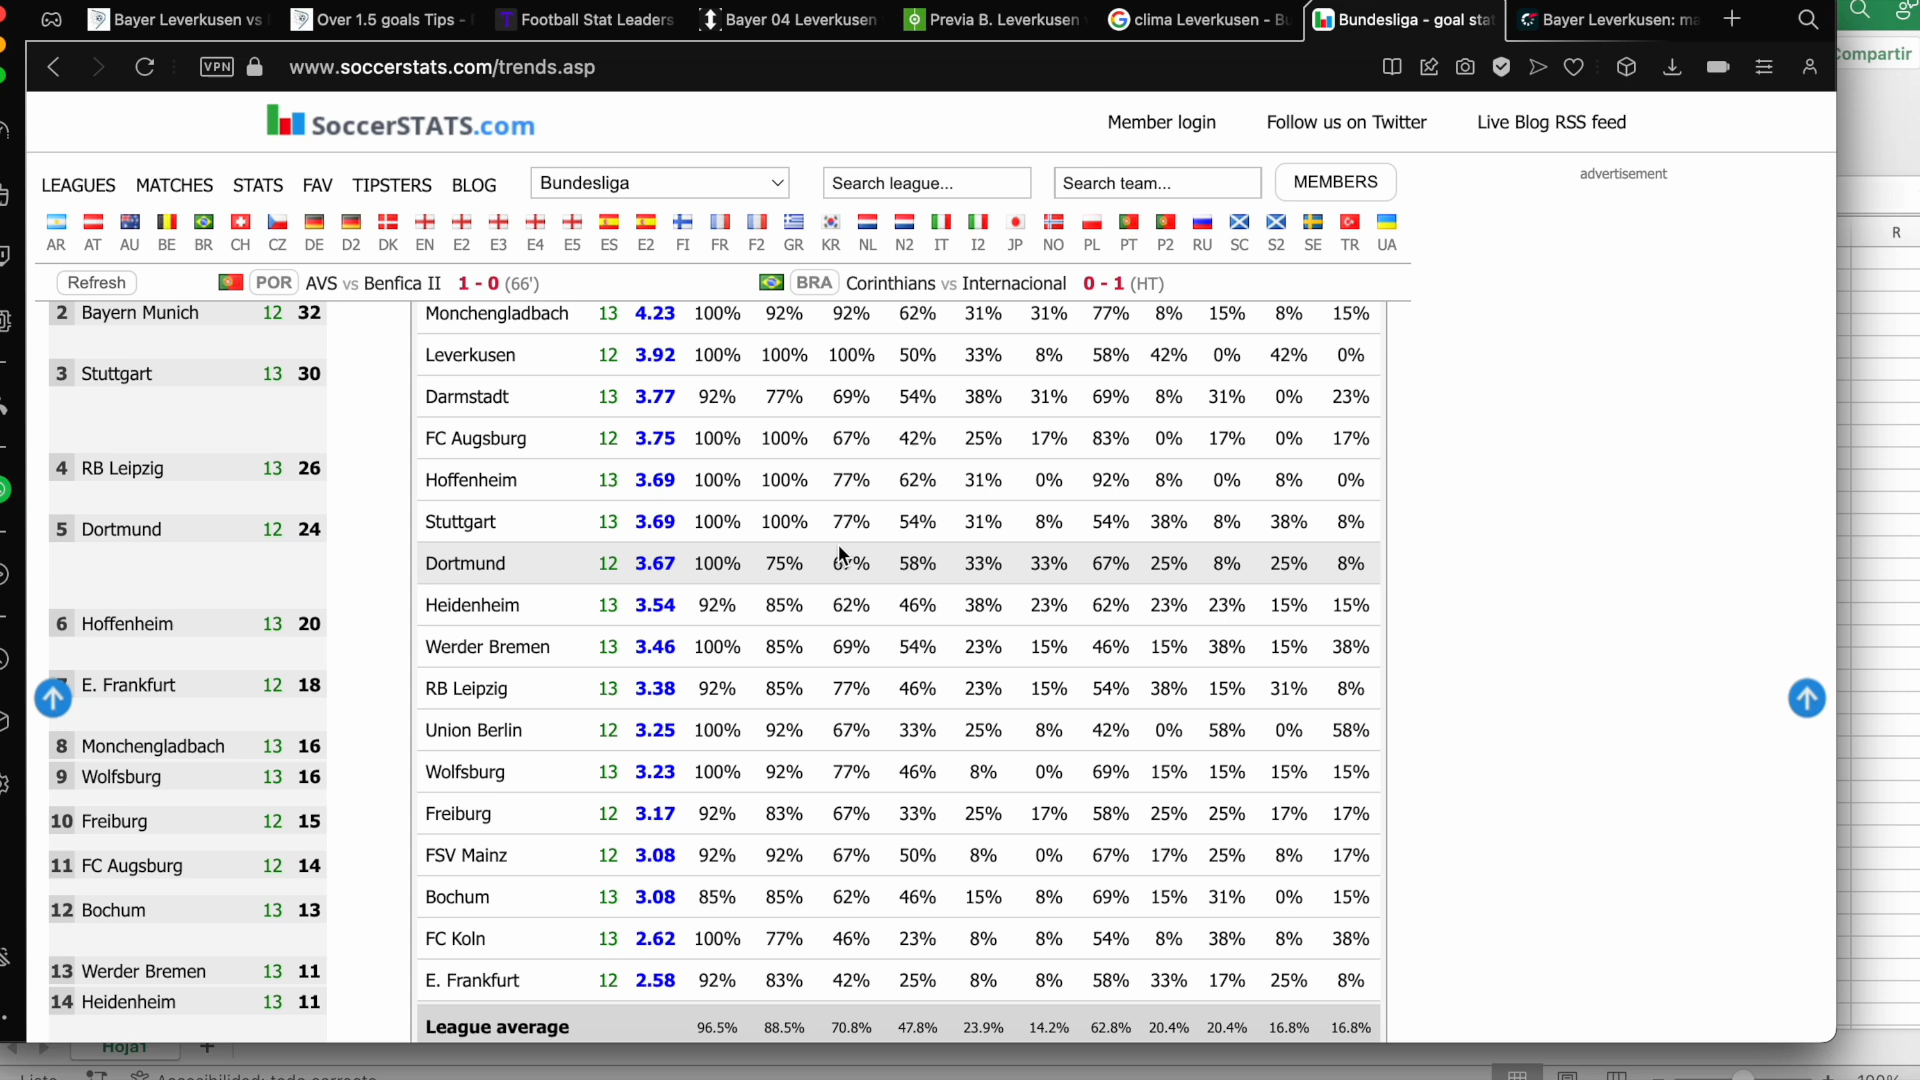 Bayer Leverkusen vs
Over 1.5 goals Tips -
Football Stat Leaders
Bayer 04 Leverkusen
Previa B. Leverkusen
clima Leverkusen - Bu
Bundesliga - goal stat
Bayer Leverkusen: ma
Compartir
VPN www.soccerstats.com/trends.asp
SoccerSTATS.com
Member login Follow us on Twitter Live Blog RSS feed
LEAGUES MATCHES STATS FAV TIPSTERS BLOG Bundesliga Search league... Search team... MEMBERS
advertisement
AR AT AU BE BR CH CZ DE D2 DK EN E2 E3 E4 E5 ES E2 FI FR F2 GR KR NL N2 IT I2 JP NO PL PT P2 RU SC S2 SE TR UA
R
Refresh POR AVS vs Benfica II 1 - 0 (66') BRA Corinthians vs Internacional 0 - 1 (HT)
2 Bayern Munich 12 32
3 Stuttgart 13 30
4 RB Leipzig 13 26
5 Dortmund 12 24
6 Hoffenheim 13 20
E. Frankfurt 12 18
8 Monchengladbach 13 16
9 Wolfsburg 13 16
10 Freiburg 12 15
11 FC Augsburg 12 14
12 Bochum 13 13
13 Werder Bremen 13 11
14 Heidenheim 13 11
Monchengladbach 13 4.23 100% 92% 92% 62% 31% 31% 77% 8% 15% 8% 15%
Leverkusen 12 3.92 100% 100% 100% 50% 33% 8% 58% 42% 0% 42% 0%
Darmstadt 13 3.77 92% 77% 69% 54% 38% 31% 69% 8% 31% 0% 23%
FC Augsburg 12 3.75 100% 100% 67% 42% 25% 17% 83% 0% 17% 0% 17%
Hoffenheim 13 3.69 100% 100% 77% 62% 31% 0% 92% 8% 0% 8% 0%
Stuttgart 13 3.69 100% 100% 77% 54% 31% 8% 54% 38% 8% 38% 8%
Dortmund 12 3.67 100% 75% 58% 33% 33% 67% 25% 8% 25% 8%
Heidenheim 13 3.54 92% 85% 62% 46% 38% 23% 62% 23% 23% 15% 15%
Werder Bremen 13 3.46 100% 85% 69% 54% 23% 15% 46% 15% 38% 15% 38%
RB Leipzig 13 3.38 92% 85% 77% 46% 23% 15% 54% 38% 15% 31% 8%
Union Berlin 12 3.25 100% 92% 67% 33% 25% 8% 42% 0% 58% 0% 58%
Wolfsburg 13 3.23 100% 92% 77% 46% 8% 0% 69% 15% 15% 15% 15%
Freiburg 12 3.17 92% 83% 67% 33% 25% 17% 58% 25% 25% 17% 17%
FSV Mainz 12 3.08 92% 92% 67% 50% 8% 0% 67% 17% 25% 8% 17%
Bochum 13 3.08 85% 85% 62% 46% 15% 8% 69% 15% 31% 0% 15%
FC Koln 13 2.62 100% 77% 46% 23% 8% 8% 54% 8% 38% 8% 38%
E. Frankfurt 12 2.58 92% 83% 42% 25% 8% 8% 58% 33% 17% 25% 8%
League average 96.5% 88.5% 70.8% 47.8% 23.9% 14.2% 62.8% 20.4% 20.4% 16.8% 16.8%
Hoja1